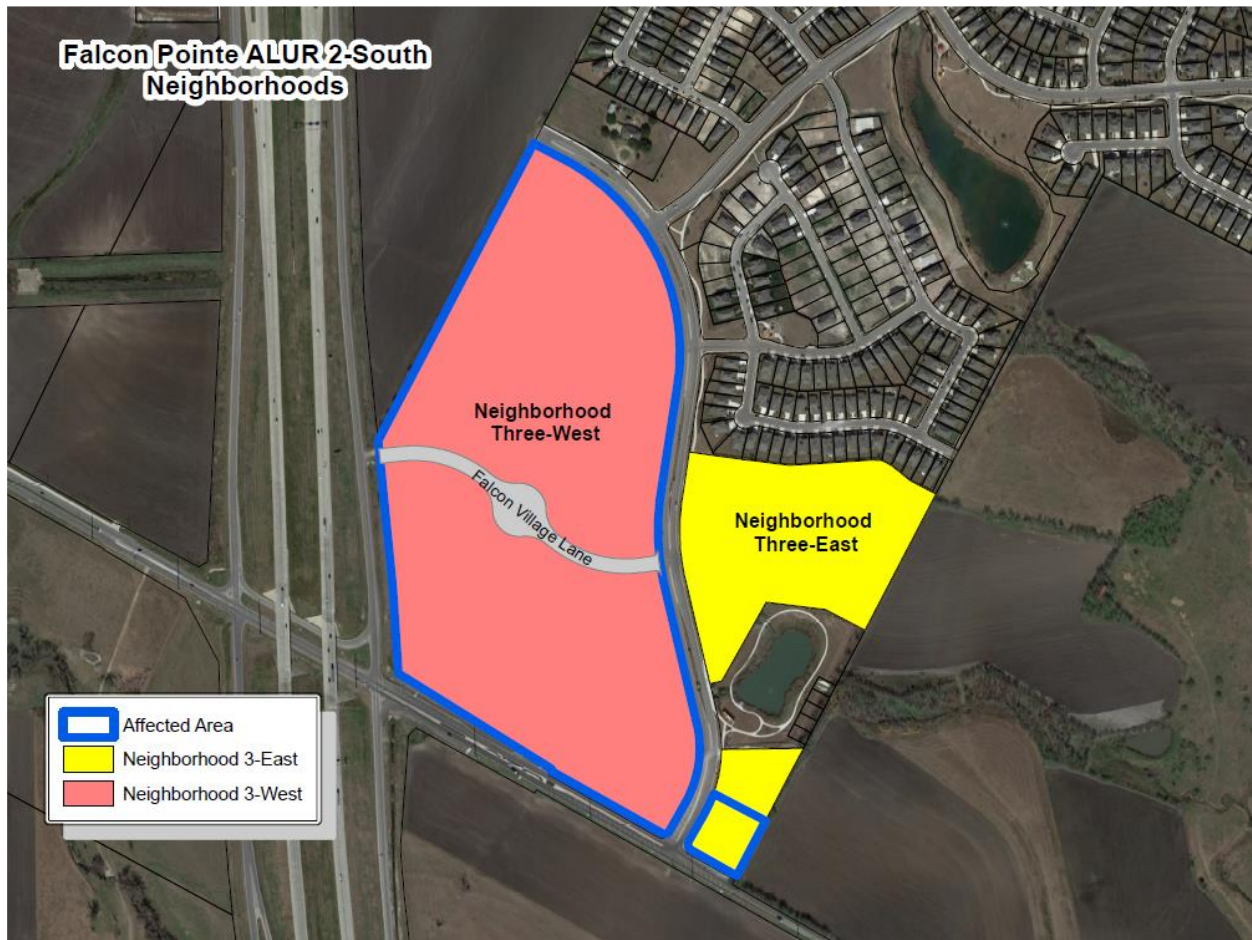 Falcon Pointe ALUR 2-South
Neighborhoods
Neighborhood
Three-West
Falcon Village Lane
Neighborhood
Three-East
Affected Area
Neighborhood 3-East
Neighborhood 3-West